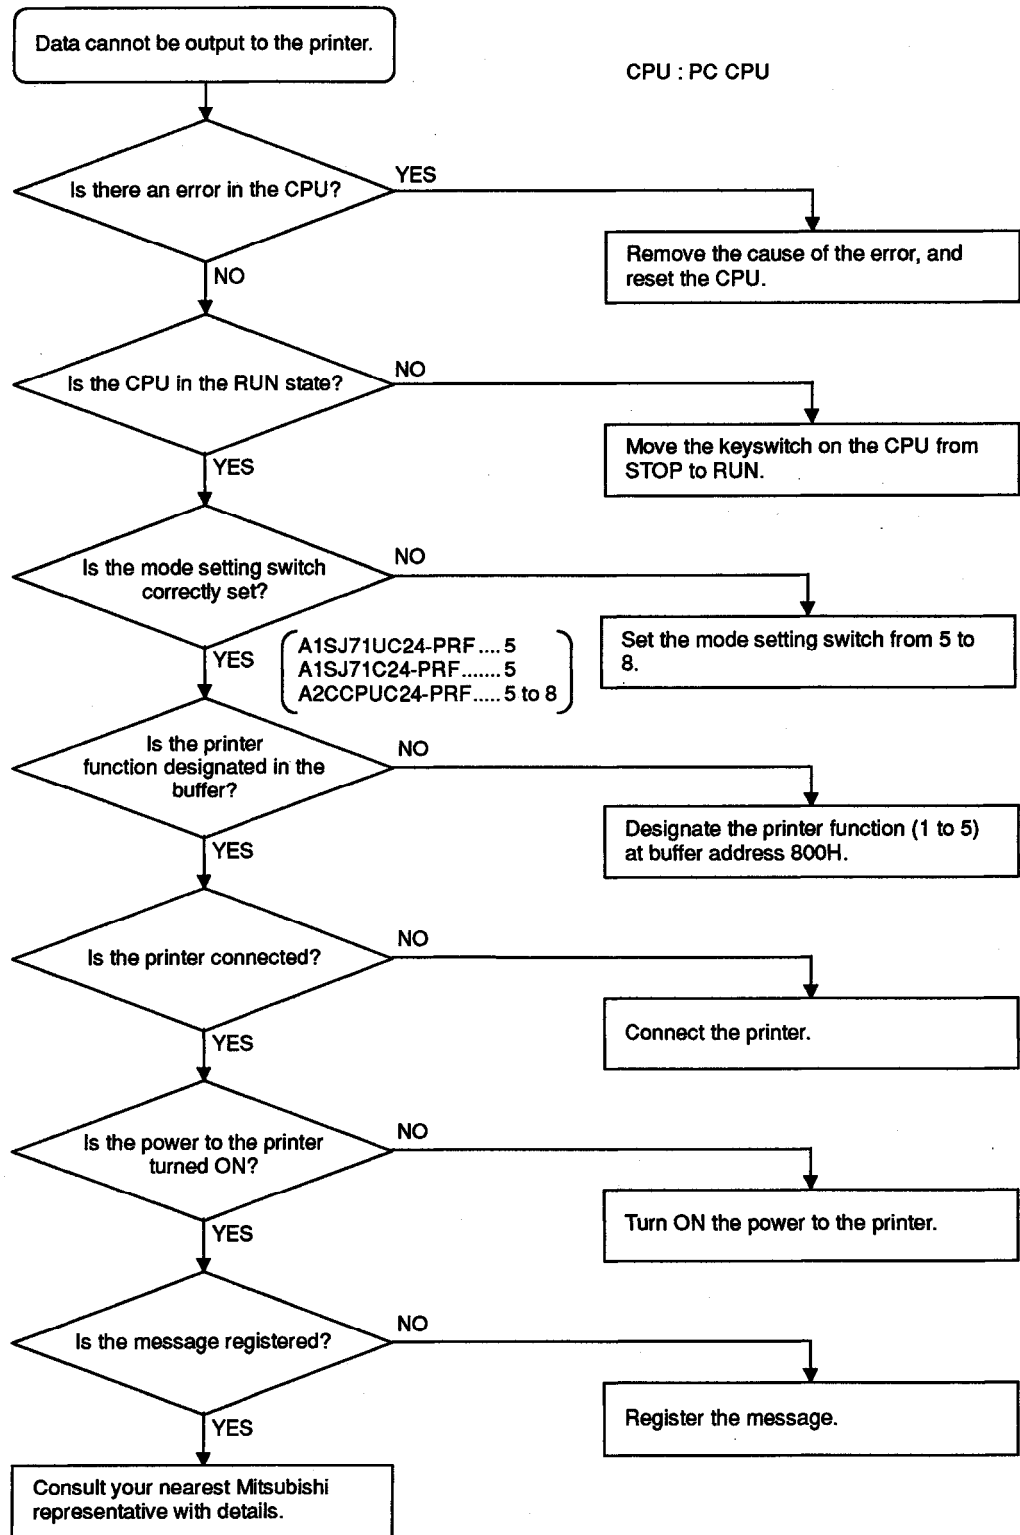 Data cannot be output to the printer.
CPU : PC CPU
Is there an error in the CPU?
YES
Remove the cause of the error, and
reset the CPU.
NO
Is the CPU in the RUN state?
NO
Move the keyswitch on the CPU from
STOP to RUN.
YES
Is the mode setting switch
correctly set?
NO
Set the mode setting switch from 5 to
8.
YES
A1SJ71UC24-PRF .... 5
A1SJ71C24-PRF ....... 5
A2CCPUC24-PRF ..... 5 to 8
Is the printer
function designated in the
buffer?
NO
Designate the printer function (1 to 5)
at buffer address 800H.
YES
Is the printer connected?
NO
Connect the printer.
YES
Is the power to the printer
turned ON?
NO
Turn ON the power to the printer.
YES
Is the message registered?
NO
Register the message.
YES
Consult your nearest Mitsubishi
representative with details.